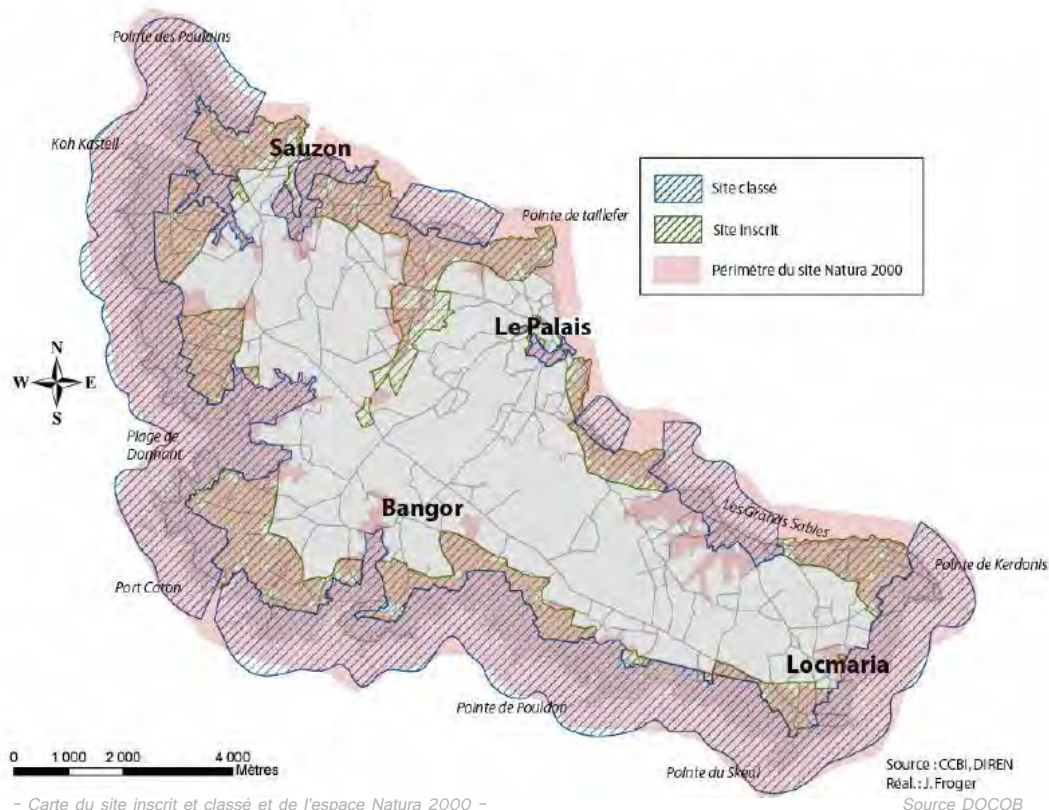 Pointe des Poulains
Koh Kastell
Sauzon
Site classé
Site inscrit
Périmètre du site Natura 2000
Pointe de taillefer
Le Palais
N
W E
S
Plage de
Donnant
Bangor
Les Grands Sables
Pointe de Kerdonis
Port Coton
Locmaria
Pointe de Pouldon
Pointe du Skeul
0 1 000 2 000 4 000
Mètres
Source : CCBI, DIREN
Réal. : J. Froger
– Carte du site inscrit et classé et de l'espace Natura 2000 –
Source DOCOB